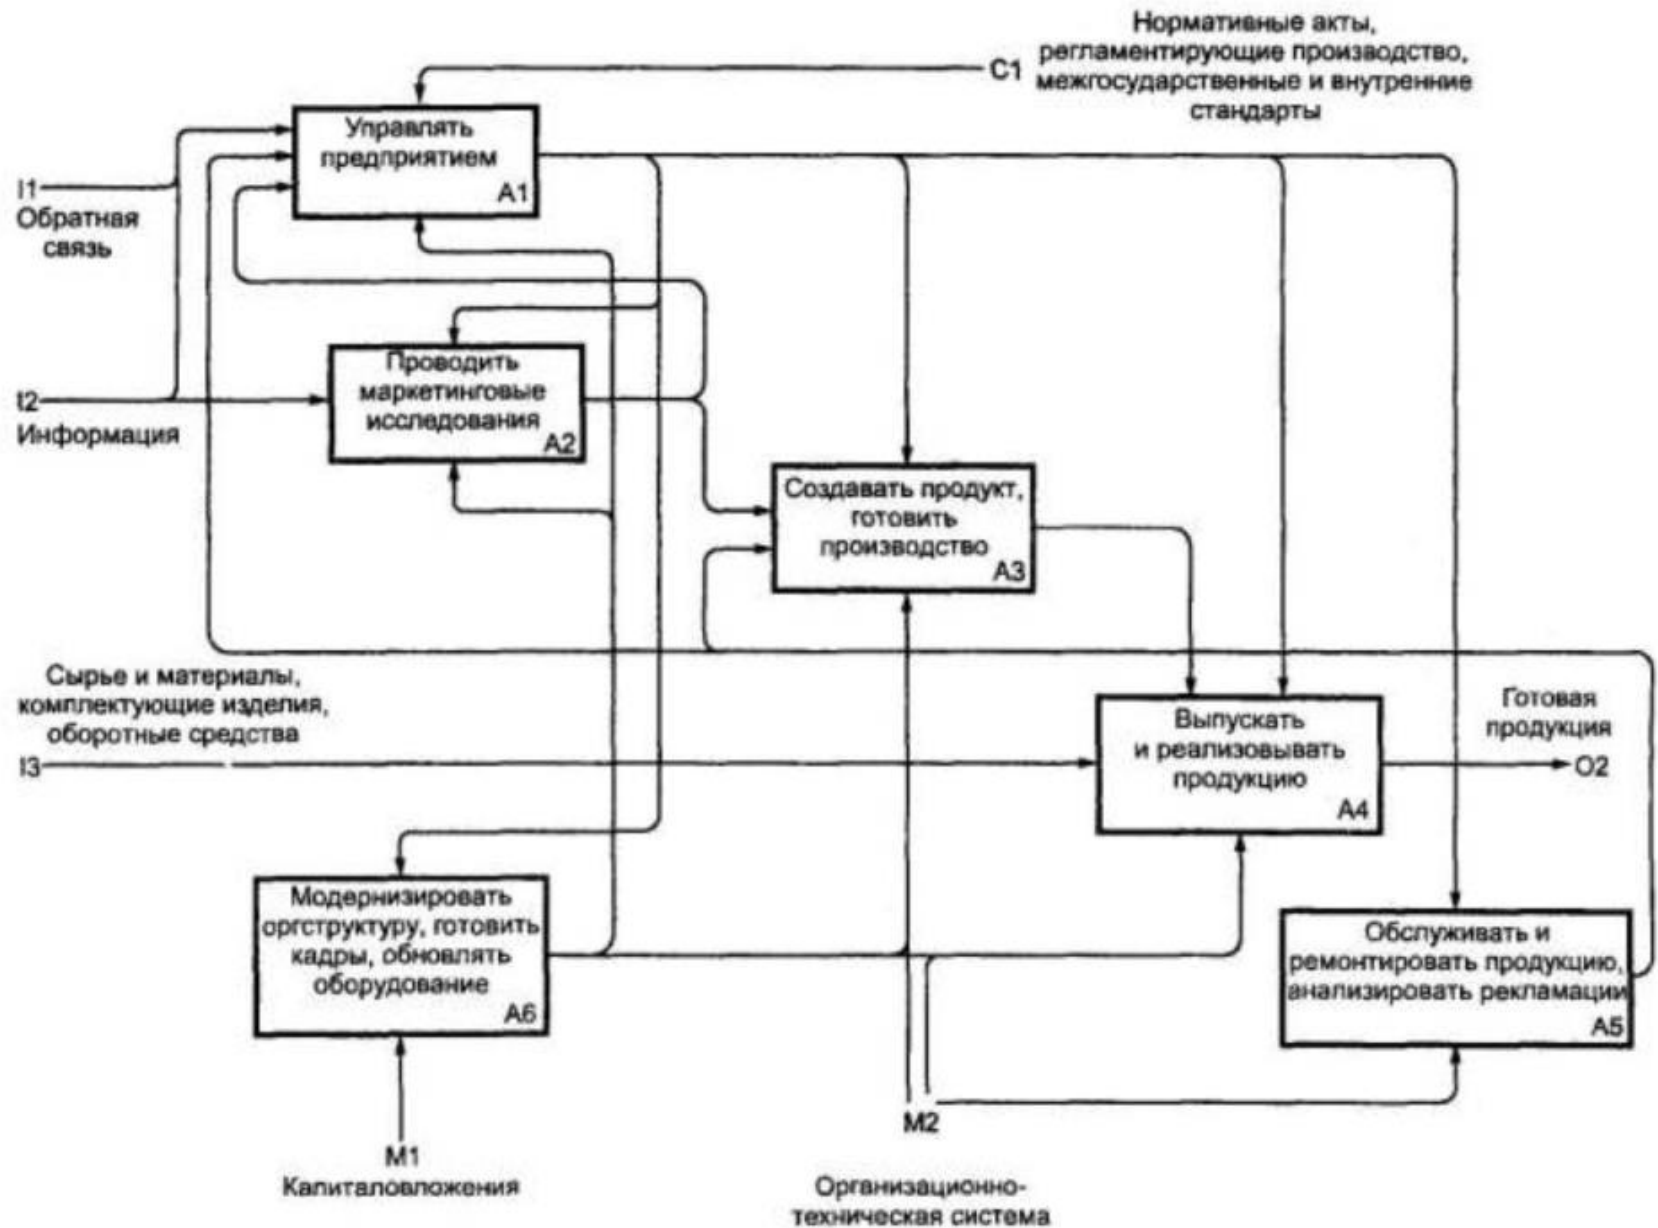 Нормативные акты,
регламентирующие производство,
межгосударственные и внутренние
стандарты
C1
Управлять
предприятием
A1
I1
Обратная
связь
Проводить
маркетинговые
исследования
A2
I2
Информация
Создавать продукт,
готовить
производство
A3
Сырье и материалы,
комплектующие изделия,
оборотные средства
I3
Выпускать
и реализовывать
продукцию
A4
Готовая
продукция
O2
Модернизировать
оргструктуру, готовить
кадры, обновлять
оборудование
A6
Обслуживать и
ремонтировать продукцию,
анализировать рекламации
A5
M1
Капиталовложения
M2
Организационно-
техническая система